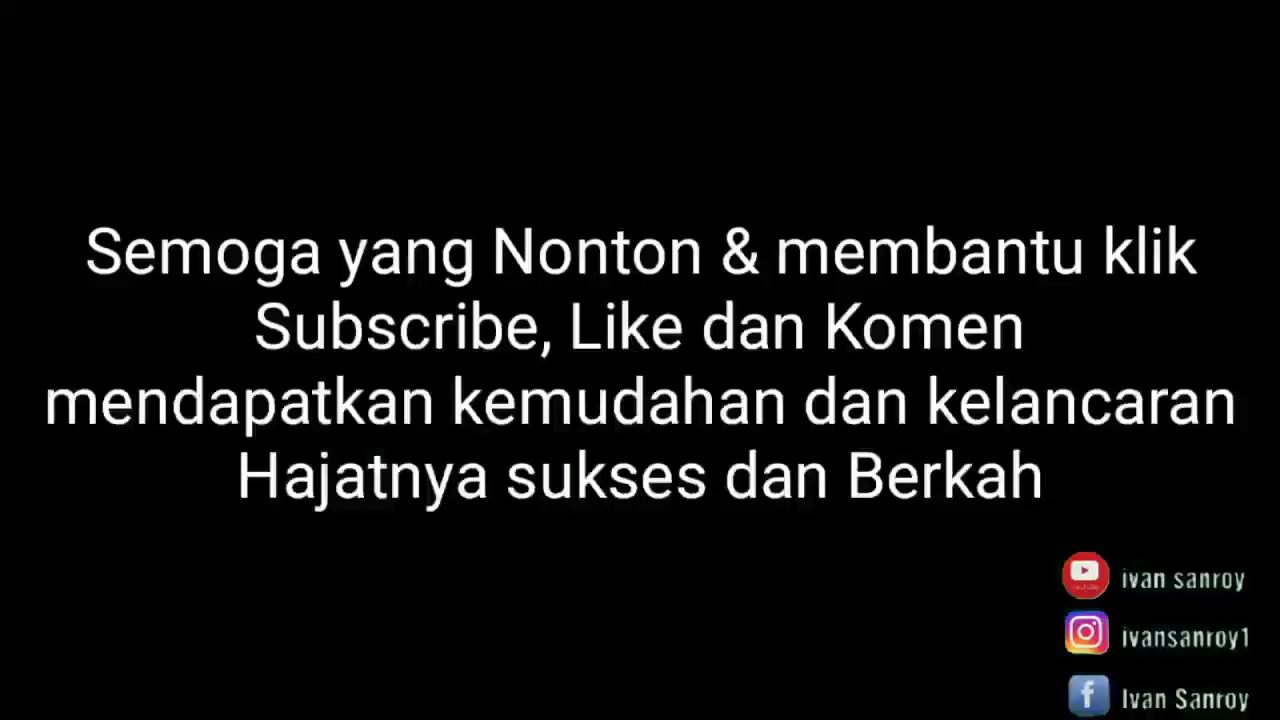 Semoga yang Nonton & membantu klik
Subscribe, Like dan Komen
mendapatkan kemudahan dan kelancaran
Hajatnya sukses dan Berkah
ivan sanroy
ivansanroy1
Ivan Sanroy